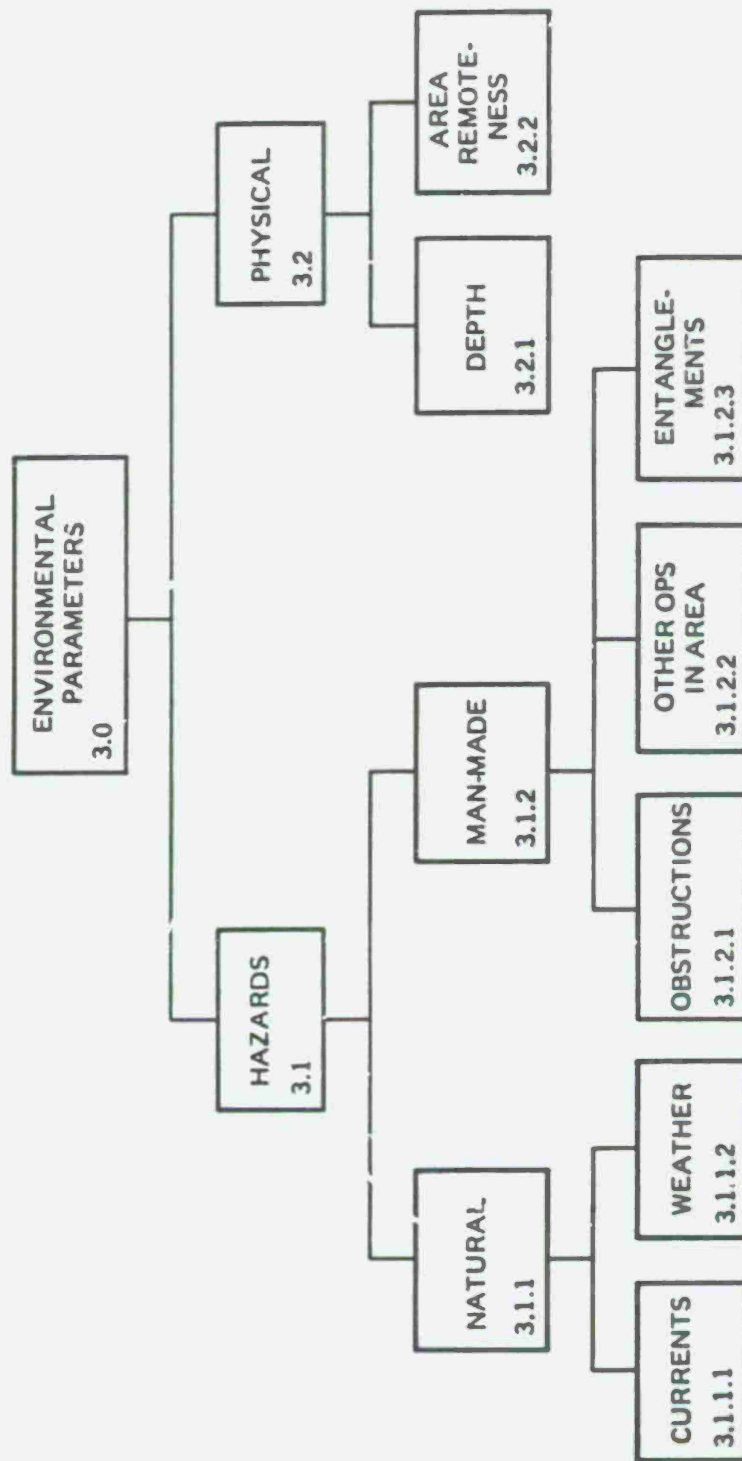 ENVIRONMENTAL
PARAMETERS
3.0
HAZARDS
3.1
PHYSICAL
3.2
NATURAL
3.1.1
MAN-MADE
3.1.2
DEPTH
3.2.1
AREA
REMOTE-
NESS
3.2.2
CURRENTS
3.1.1.1
WEATHER
3.1.1.2
OBSTRUCTIONS
3.1.2.1
OTHER OPS
IN AREA
3.1.2.2
ENTANGLE-
MENTS
3.1.2.3